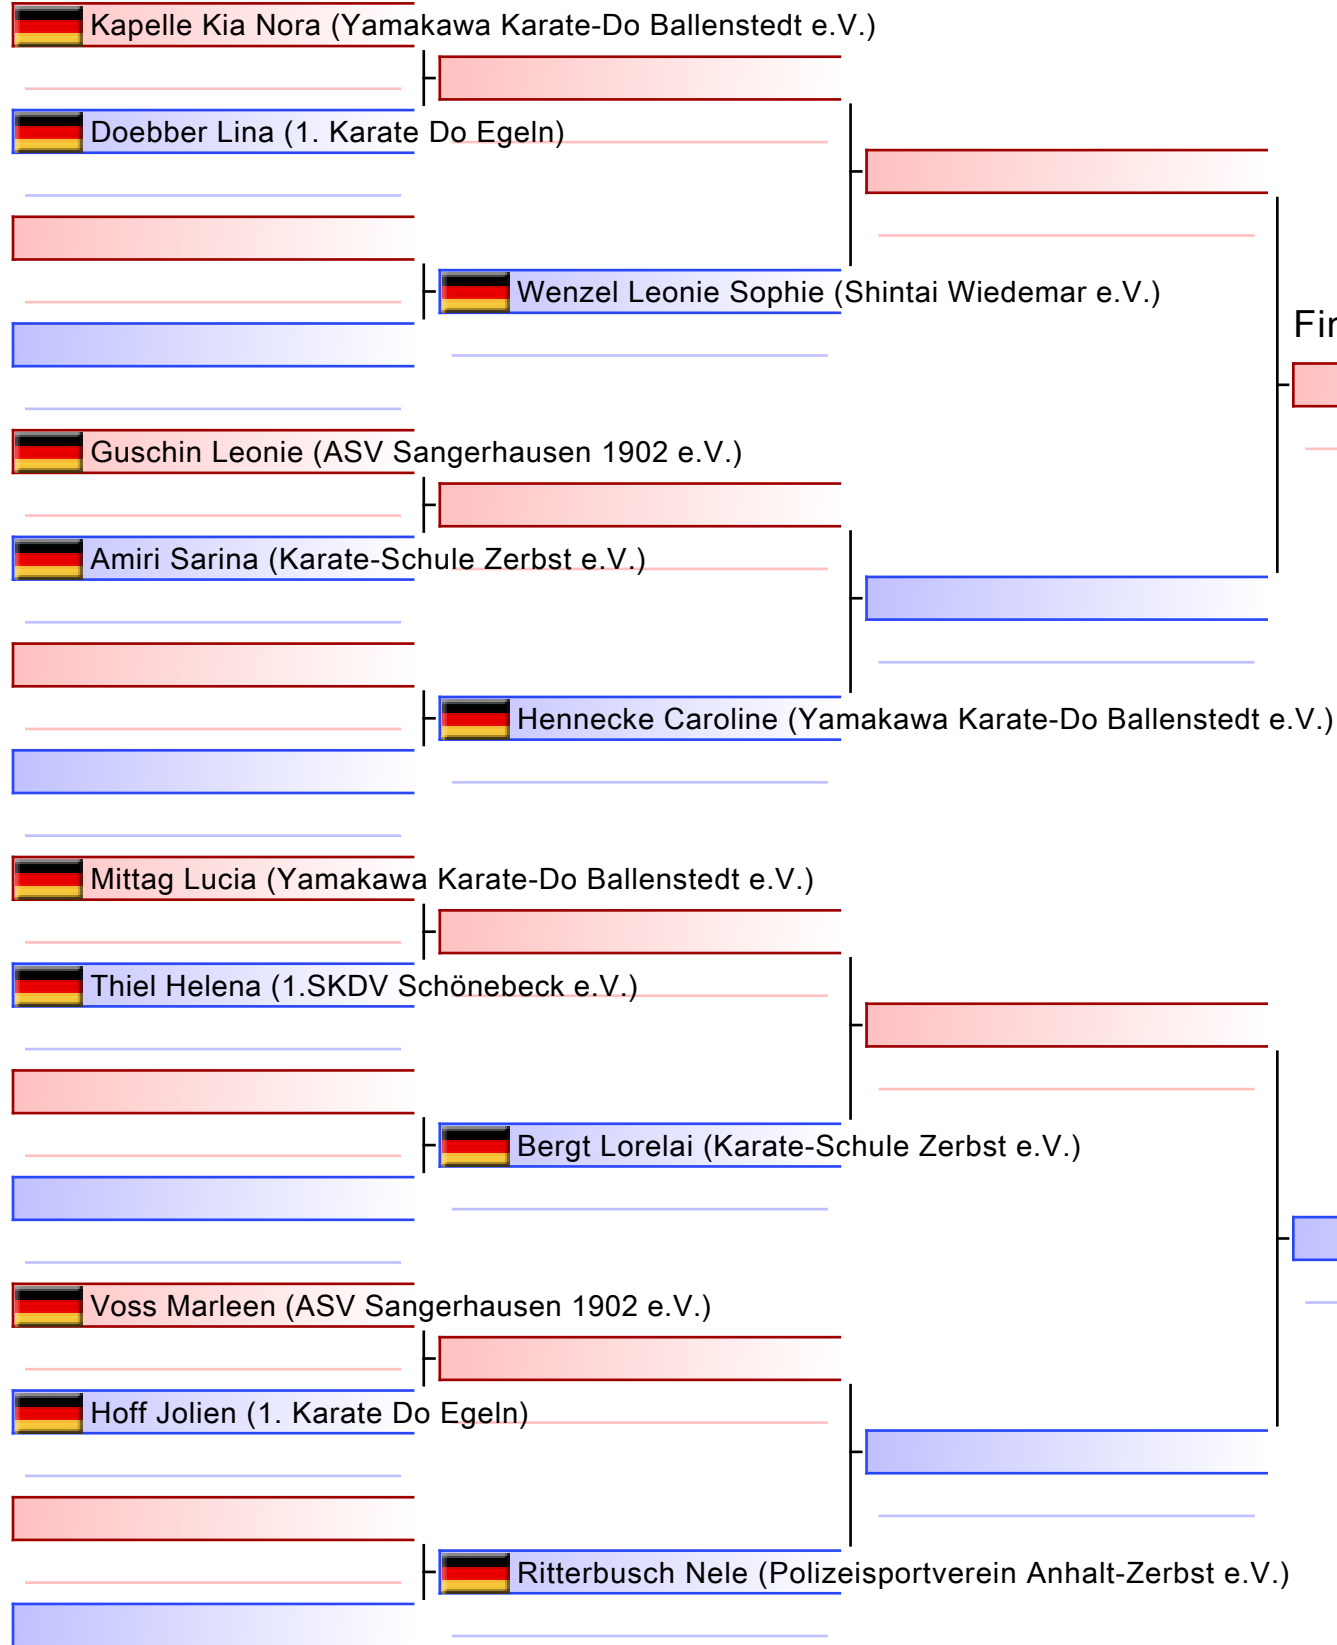 Kapelle Kia Nora (Yamakawa Karate-Do Ballenstedt e.V.)
Doebber Lina (1. Karate Do Egeln)
Wenzel Leonie Sophie (Shintai Wiedemar e.V.)
Guschin Leonie (ASV Sangerhausen 1902 e.V.)
Amiri Sarina (Karate-Schule Zerbst e.V.)
Hennecke Caroline (Yamakawa Karate-Do Ballenstedt e.V.)
Mittag Lucia (Yamakawa Karate-Do Ballenstedt e.V.)
Thiel Helena (1.SKDV Schönebeck e.V.)
Bergt Lorelai (Karate-Schule Zerbst e.V.)
Voss Marleen (ASV Sangerhausen 1902 e.V.)
Hoff Jolien (1. Karate Do Egeln)
Ritterbusch Nele (Polizeisportverein Anhalt-Zerbst e.V.)